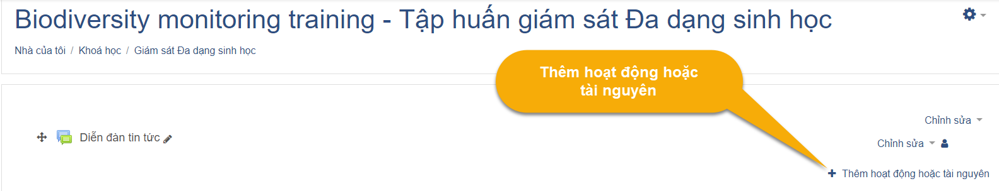 Biodiversity monitoring training - Tập huấn giám sát Đa dạng sinh học
Nhà của tôi / Khoá học / Giám sát Đa dạng sinh học
Thêm hoạt động hoặc
tài nguyên
Chỉnh sửa
Diễn đàn tin tức
Chỉnh sửa
Thêm hoạt động hoặc tài nguyên